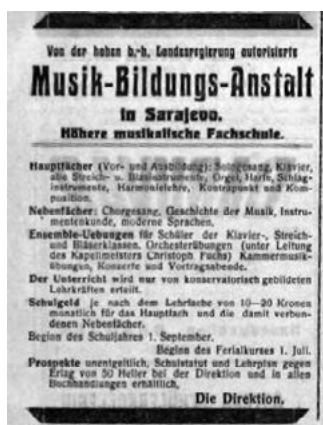 Von der hohen b.-h. Landesregierung autorisierte
Musik-Bildungs-Anstalt
in Sarajevo.
Höhere musikalische Fachschule.
Hauptfächer (Vor- und Ausbildung): Sologesang, Klavier,
alle Streich- u. Blasinstrumente, Orgel, Harfe, Schlag-
instrumente, Harmonielehre, Kontrapunkt und Kom-
position.
Nebenfächer: Chorgesang, Geschichte der Musik, Instru-
mentenkunde, moderne Sprachen.
Ensemble-Uebungen für Schüler der Klavier-, Streich-
und Bläserklassen. Orchesterübungen (unter Leitung
des Kapellmeisters Christoph Fuchs) Kammermusik-
übungen, Konzerte und Vortragsabende.
Der Unterricht wird nur von konservatorisch gebildeten
Lehrkräften erteilt.
Schulgeld je nach dem Lehrfache von 10—20 Kronen
monatlich für das Hauptfach und die damit verbun-
denen Nebenfächer.
Beginn des Schuljahres 1. September.
Beginn des Ferialkurses 1. Juli.
Prospekte unentgeltlich, Schulstatut und Lehrplan gegen
Erlag von 50 Heller bei der Direktion und in allen
Buchhandlungen erhältlich.
Die Direktion.